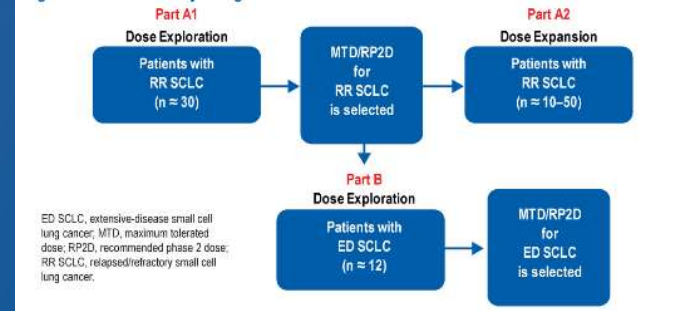 Part A1
Dose Exploration
Patients with
RR SCLC
(n ≈ 30)
MTD/RP2D
for
RR SCLC
is selected
Part A2
Dose Expansion
Patients with
RR SCLC
(n ≈ 10–50)
Part B
Dose Exploration
Patients with
ED SCLC
(n ≈ 12)
MTD/RP2D
for
ED SCLC
is selected
ED SCLC, extensive-disease small cell
lung cancer; MTD, maximum tolerated
dose; RP2D, recommended phase 2 dose;
RR SCLC, relapsed/refractory small cell
lung cancer.